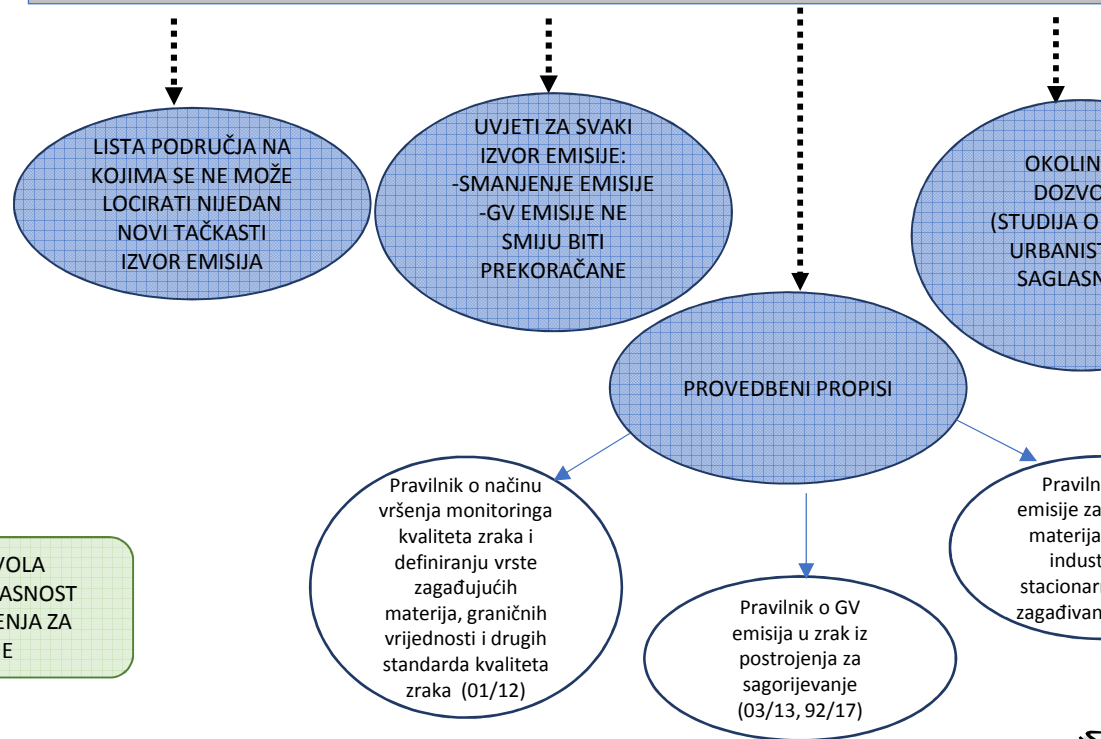 LISTA PODRUČJA NA
KOJIMA SE NE MOŽE
LOCIRATI NIJEDAN
NOVI TAČKASTI
IZVOR EMISIJA
UVJETI ZA SVAKI
IZVOR EMISIJE:
-SMANJENJE EMISIJE
-GV EMISIJE NE
SMIJU BITI
PREKORAČANE
OKOLIN
DOZVO
(STUDIJA O
URBANIST
SAGLASN
PROVEDBENI PROPISI
Pravilnik o načinu
vršenja monitoringa
kvaliteta zraka i
definiranju vrste
zagađujućih
materija, graničnih
vrijednosti i drugih
standarda kvaliteta
zraka (01/12)
Pravilnik o GV
emisija u zrak iz
postrojenja za
sagorijevanje
(03/13, 92/17)
Praviln
emisije za
materija
indust
stacionar
zagađivan
VOLA
ASNOST
ENJA ZA
E